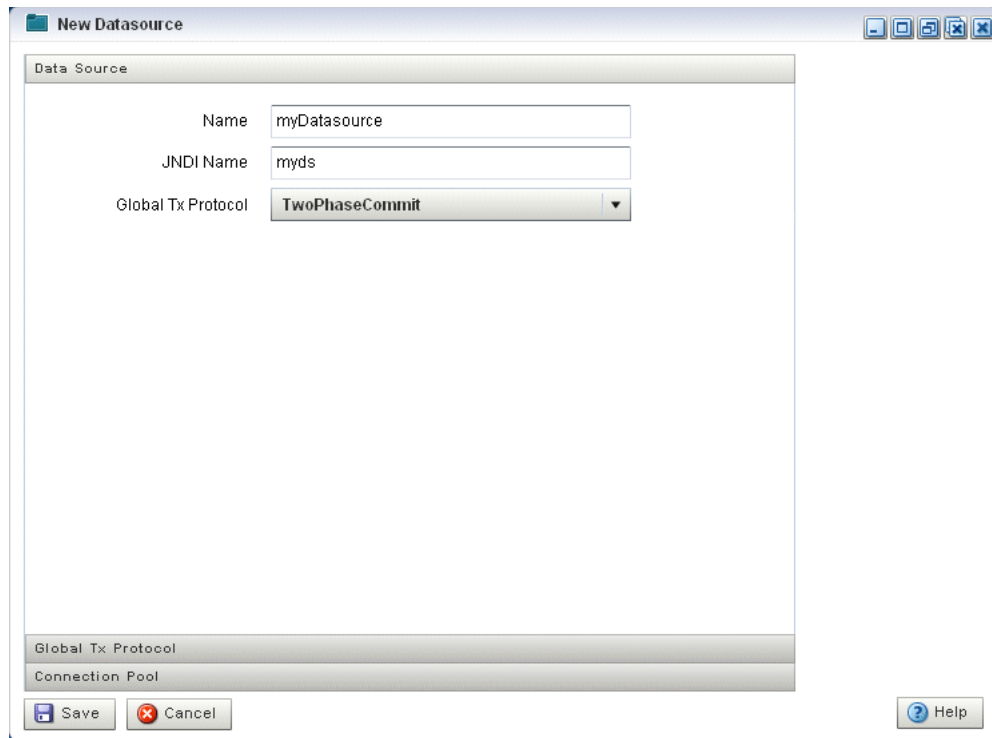 New Datasource
Data Source
Name myDatasource
JNDI Name myds
Global Tx Protocol TwoPhaseCommit
Global Tx Protocol
Connection Pool
Save Cancel Help